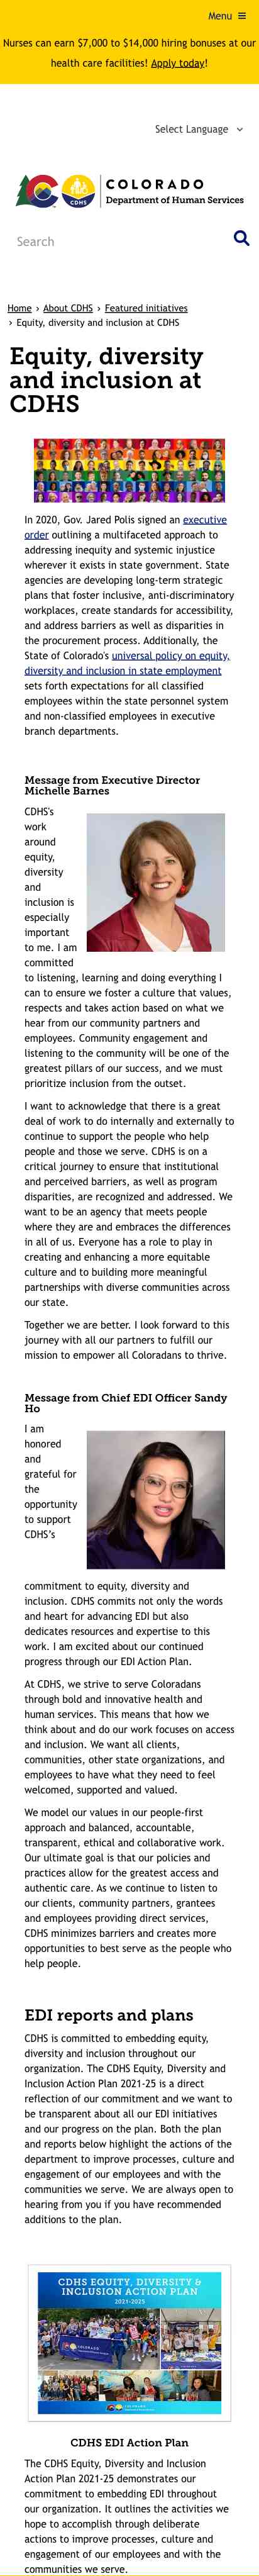 Menu ≡
Nurses can earn $7,000 to $14,000 hiring bonuses at our
health care facilities! Apply today!
Select Language
CDHS
COLORADO
Department of Human Services
Search
Home › About CDHS › Featured initiatives
› Equity, diversity and inclusion at CDHS
Equity, diversity
and inclusion at
CDHS
In 2020, Gov. Jared Polis signed an executive
order outlining a multifaceted approach to
addressing inequity and systemic injustice
wherever it exists in state government. State
agencies are developing long-term strategic
plans that foster inclusive, anti-discriminatory
workplaces, create standards for accessibility,
and address barriers as well as disparities in
the procurement process. Additionally, the
State of Colorado's universal policy on equity,
diversity and inclusion in state employment
sets forth expectations for all classified
employees within the state personnel system
and non-classified employees in executive
branch departments.
Message from Executive Director
Michelle Barnes
CDHS's
work
around
equity,
diversity
and
inclusion is
especially
important
to me. I am
committed
to listening, learning and doing everything I
can to ensure we foster a culture that values,
respects and takes action based on what we
hear from our community partners and
employees. Community engagement and
listening to the community will be one of the
greatest pillars of our success, and we must
prioritize inclusion from the outset.
I want to acknowledge that there is a great
deal of work to do internally and externally to
continue to support the people who help
people and those we serve. CDHS is on a
critical journey to ensure that institutional
and perceived barriers, as well as program
disparities, are recognized and addressed. We
want to be an agency that meets people
where they are and embraces the differences
in all of us. Everyone has a role to play in
creating and enhancing a more equitable
culture and to building more meaningful
partnerships with diverse communities across
our state.
Together we are better. I look forward to this
journey with all our partners to fulfill our
mission to empower all Coloradans to thrive.
Message from Chief EDI Officer Sandy
Ho
I am
honored
and
grateful for
the
opportunity
to support
CDHS’s
commitment to equity, diversity and
inclusion. CDHS commits not only the words
and heart for advancing EDI but also
dedicates resources and expertise to this
work. I am excited about our continued
progress through our EDI Action Plan.
At CDHS, we strive to serve Coloradans
through bold and innovative health and
human services. This means that how we
think about and do our work focuses on access
and inclusion. We want all clients,
communities, other state organizations, and
employees to have what they need to feel
welcomed, supported and valued.
We model our values in our people-first
approach and balanced, accountable,
transparent, ethical and collaborative work.
Our ultimate goal is that our policies and
practices allow for the greatest access and
authentic care. As we continue to listen to
our clients, community partners, grantees
and employees providing direct services,
CDHS minimizes barriers and creates more
opportunities to best serve as the people who
help people.
EDI reports and plans
CDHS is committed to embedding equity,
diversity and inclusion throughout our
organization. The CDHS Equity, Diversity and
Inclusion Action Plan 2021-25 is a direct
reflection of our commitment and we want to
be transparent about all our EDI initiatives
and our progress on the plan. Both the plan
and reports below highlight the actions of the
department to improve processes, culture and
engagement of our employees and with the
communities we serve. We are always open to
hearing from you if you have recommended
additions to the plan.
CDHS EQUITY, DIVERSITY &
INCLUSION ACTION PLAN
2021-2025
COLORADO
CDHS EDI Action Plan
The CDHS Equity, Diversity and Inclusion
Action Plan 2021-25 demonstrates our
commitment to embedding EDI throughout
our organization. It outlines the activities we
hope to accomplish through deliberate
actions to improve processes, culture and
engagement of our employees and with the
communities we serve.